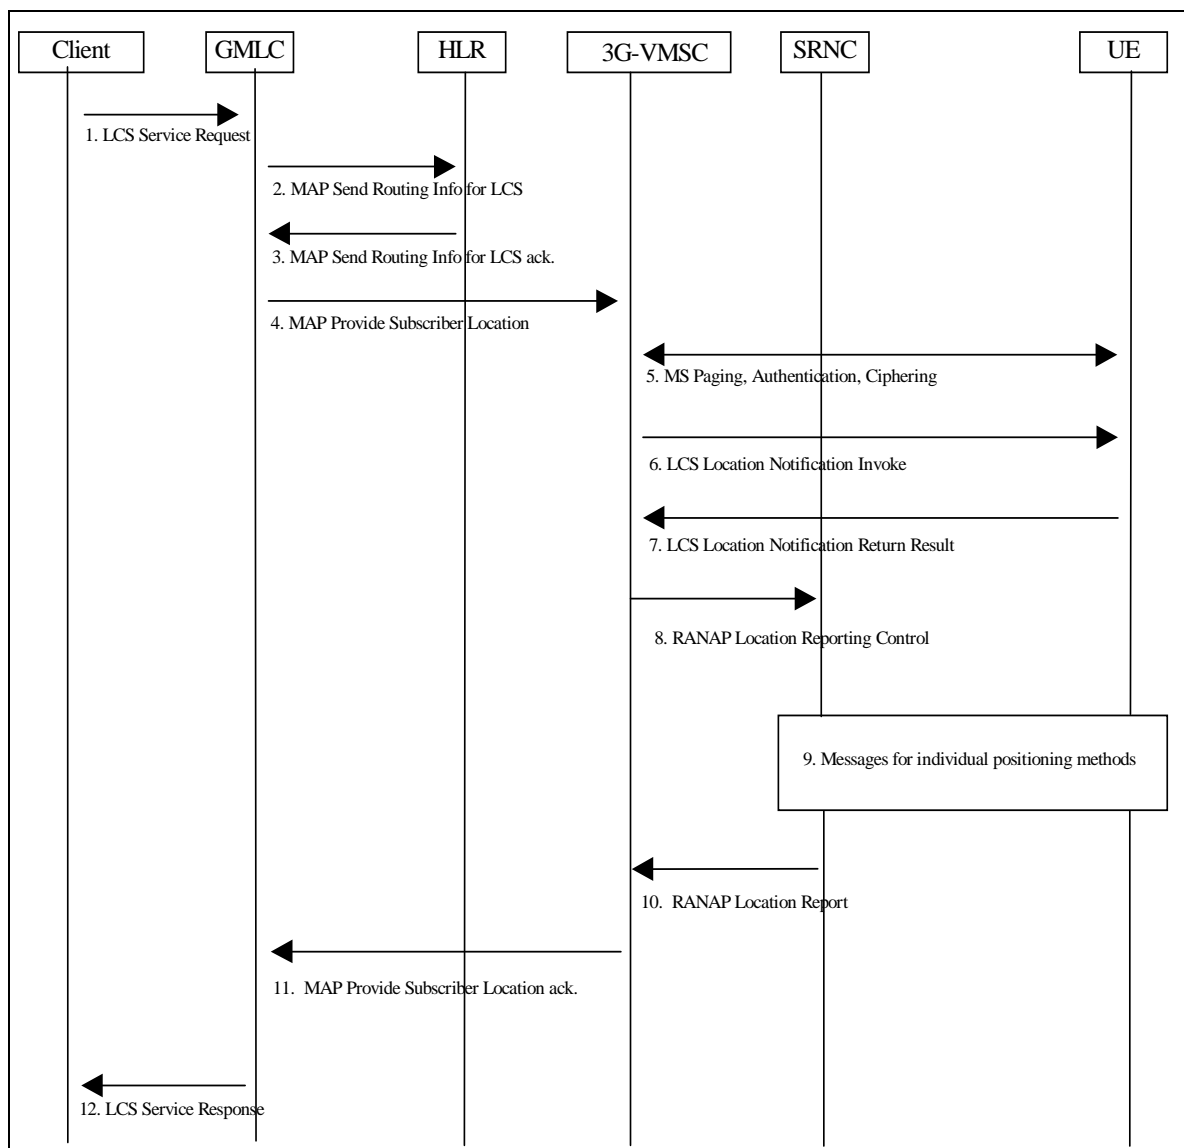 Client
GMLC
HLR
3G-VMSC
SRNC
UE
1. LCS Service Request
2. MAP Send Routing Info for LCS
3. MAP Send Routing Info for LCS ack.
4. MAP Provide Subscriber Location
5. MS Paging, Authentication, Ciphering
6. LCS Location Notification Invoke
7. LCS Location Notification Return Result
8. RANAP Location Reporting Control
9. Messages for individual positioning methods
10. RANAP Location Report
11. MAP Provide Subscriber Location ack.
12. LCS Service Response